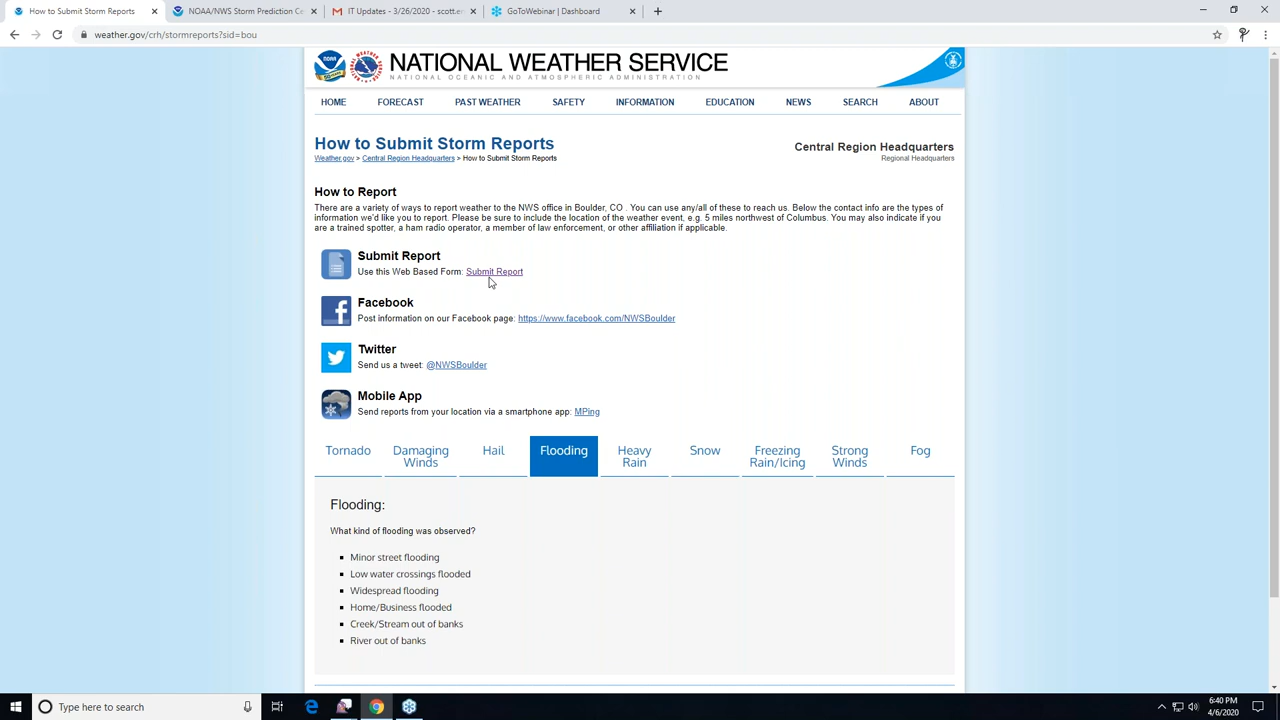 How to Submit Storm Reports
NOAA/NWS Storm Prediction Ce
IT Updates - 3/26/2020 - scott.e
GoToWebinar | Dashboard
weather.gov/crh/stormreports?sid=bou
NATIONAL WEATHER SERVICE
NATIONAL OCEANIC AND ATMOSPHERIC ADMINISTRATION
HOME FORECAST PAST WEATHER SAFETY INFORMATION EDUCATION NEWS SEARCH ABOUT
How to Submit Storm Reports
Central Region Headquarters
Weather.gov > Central Region Headquarters > How to Submit Storm Reports
Regional Headquarters
How to Report
There are a variety of ways to report weather to the NWS office in Boulder, CO . You can use any/all of these to reach us. Below the contact info are the types of
information we'd like you to report. Please be sure to include the location of the weather event, e.g. 5 miles northwest of Columbus. You may also indicate if you
are a trained spotter, a ham radio operator, a member of law enforcement, or other affiliation if applicable.
Submit Report
Use this Web Based Form: Submit Report
Facebook
Post information on our Facebook page: https://www.facebook.com/NWSBoulder
Twitter
Send us a tweet: @NWSBoulder
Mobile App
Send reports from your location via a smartphone app: MPing
Tornado
Damaging
Winds
Hail
Flooding
Heavy
Rain
Snow
Freezing
Rain/Icing
Strong
Winds
Fog
Flooding:
What kind of flooding was observed?
Minor street flooding
Low water crossings flooded
Widespread flooding
Home/Business flooded
Creek/Stream out of banks
River out of banks
Type here to search
6:40 PM
4/6/2020